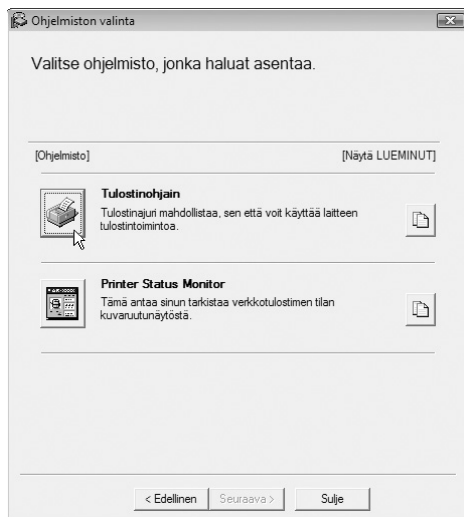 Ohjelmiston valinta
Valitse ohjelmisto, jonka haluat asentaa.
[Ohjelmisto] [Näytä LUEMINUT]
Tulostinohjain
Tulostinajuri mahdollistaa, sen että voit käyttää laitteen
tulostintoimintoa.
Printer Status Monitor
Tämä antaa sinun tarkistaa verkkotulostimen tilan
kuvaruutunäytöstä.
< Edellinen Seuraava > Sulje